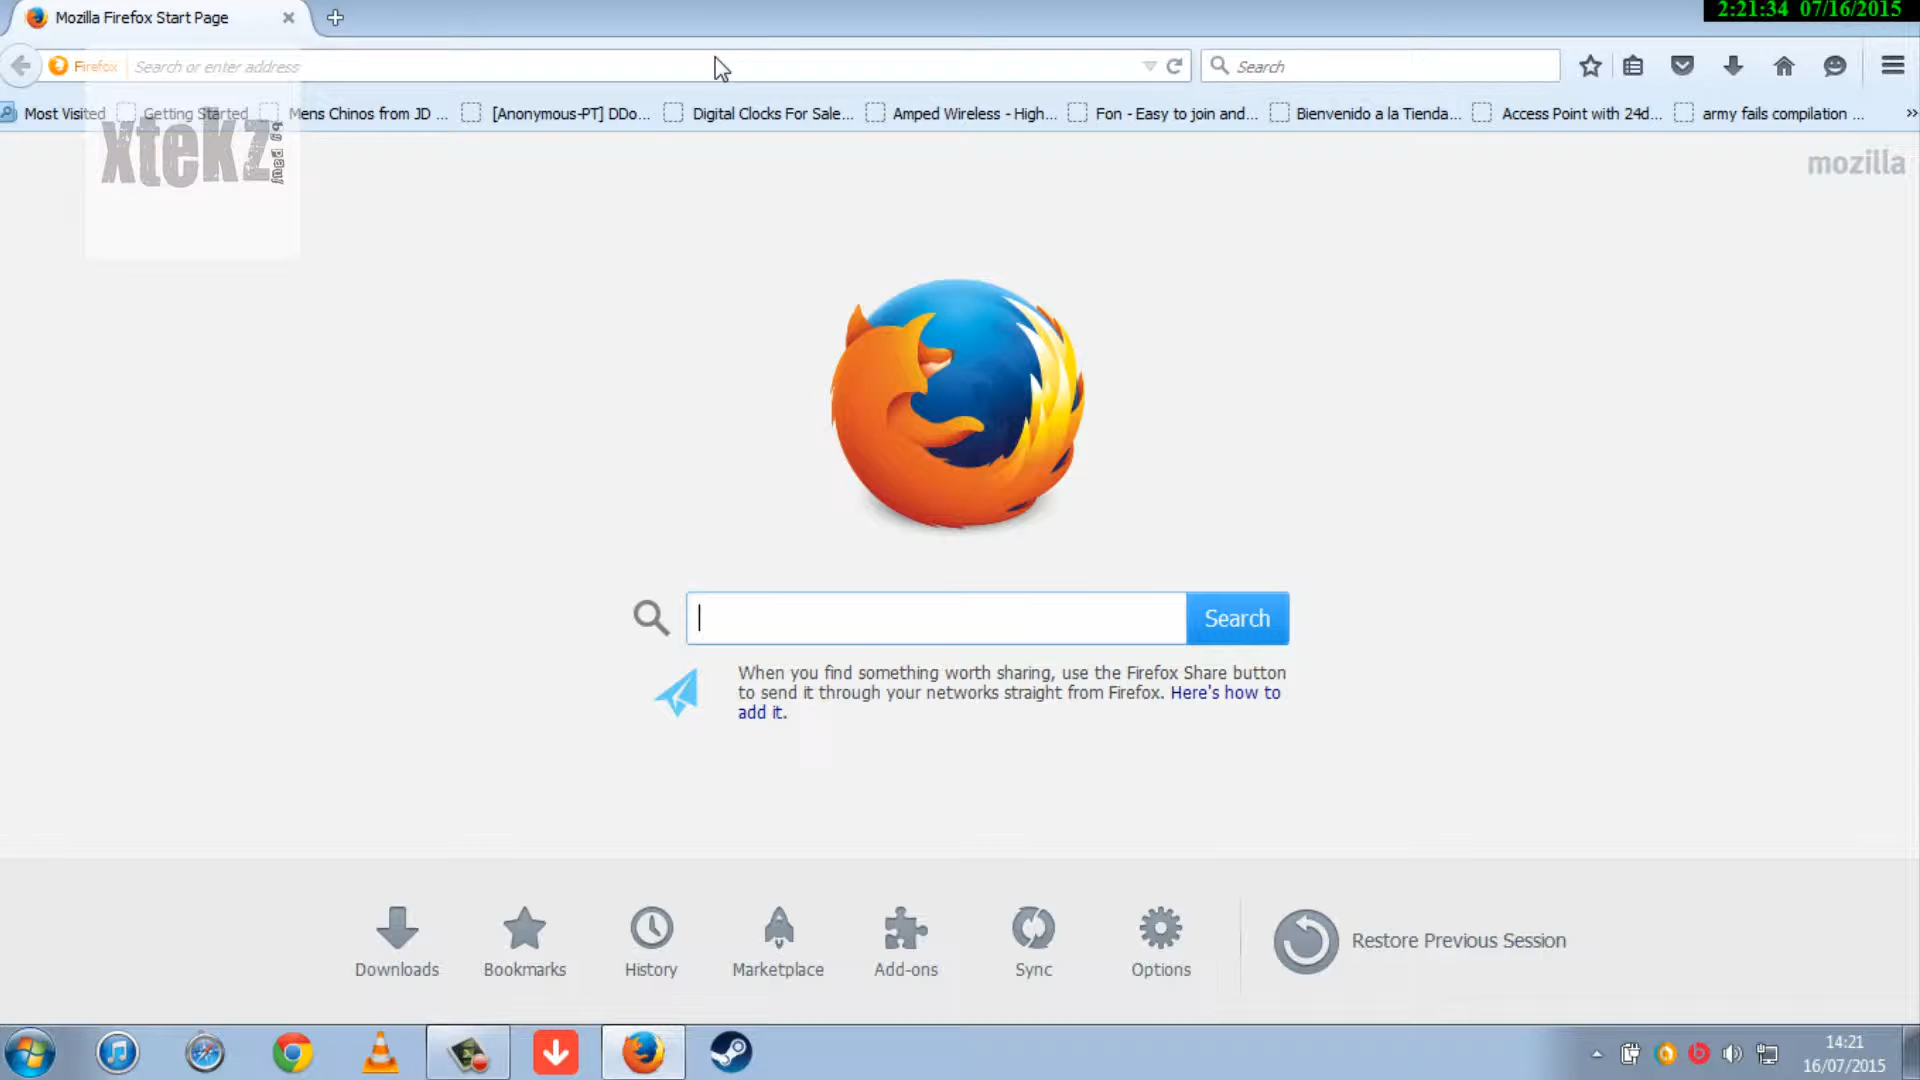 Mozilla Firefox Start Page
2:21:34 07/16/2015
Firefox
Search or enter address
Search
Most Visited
Getting Started
Mens Chinos from JD ...
[Anonymous-PT] DDo...
Digital Clocks For Sale...
Amped Wireless - High...
Fon - Easy to join and...
Bienvenido a la Tienda...
Access Point with 24d...
army fails compilation ...
xtekz
mozilla
Search
When you find something worth sharing, use the Firefox Share button
to send it through your networks straight from Firefox. Here's how to
add it.
Downloads
Bookmarks
History
Marketplace
Add-ons
Sync
Options
Restore Previous Session
14:21
16/07/2015